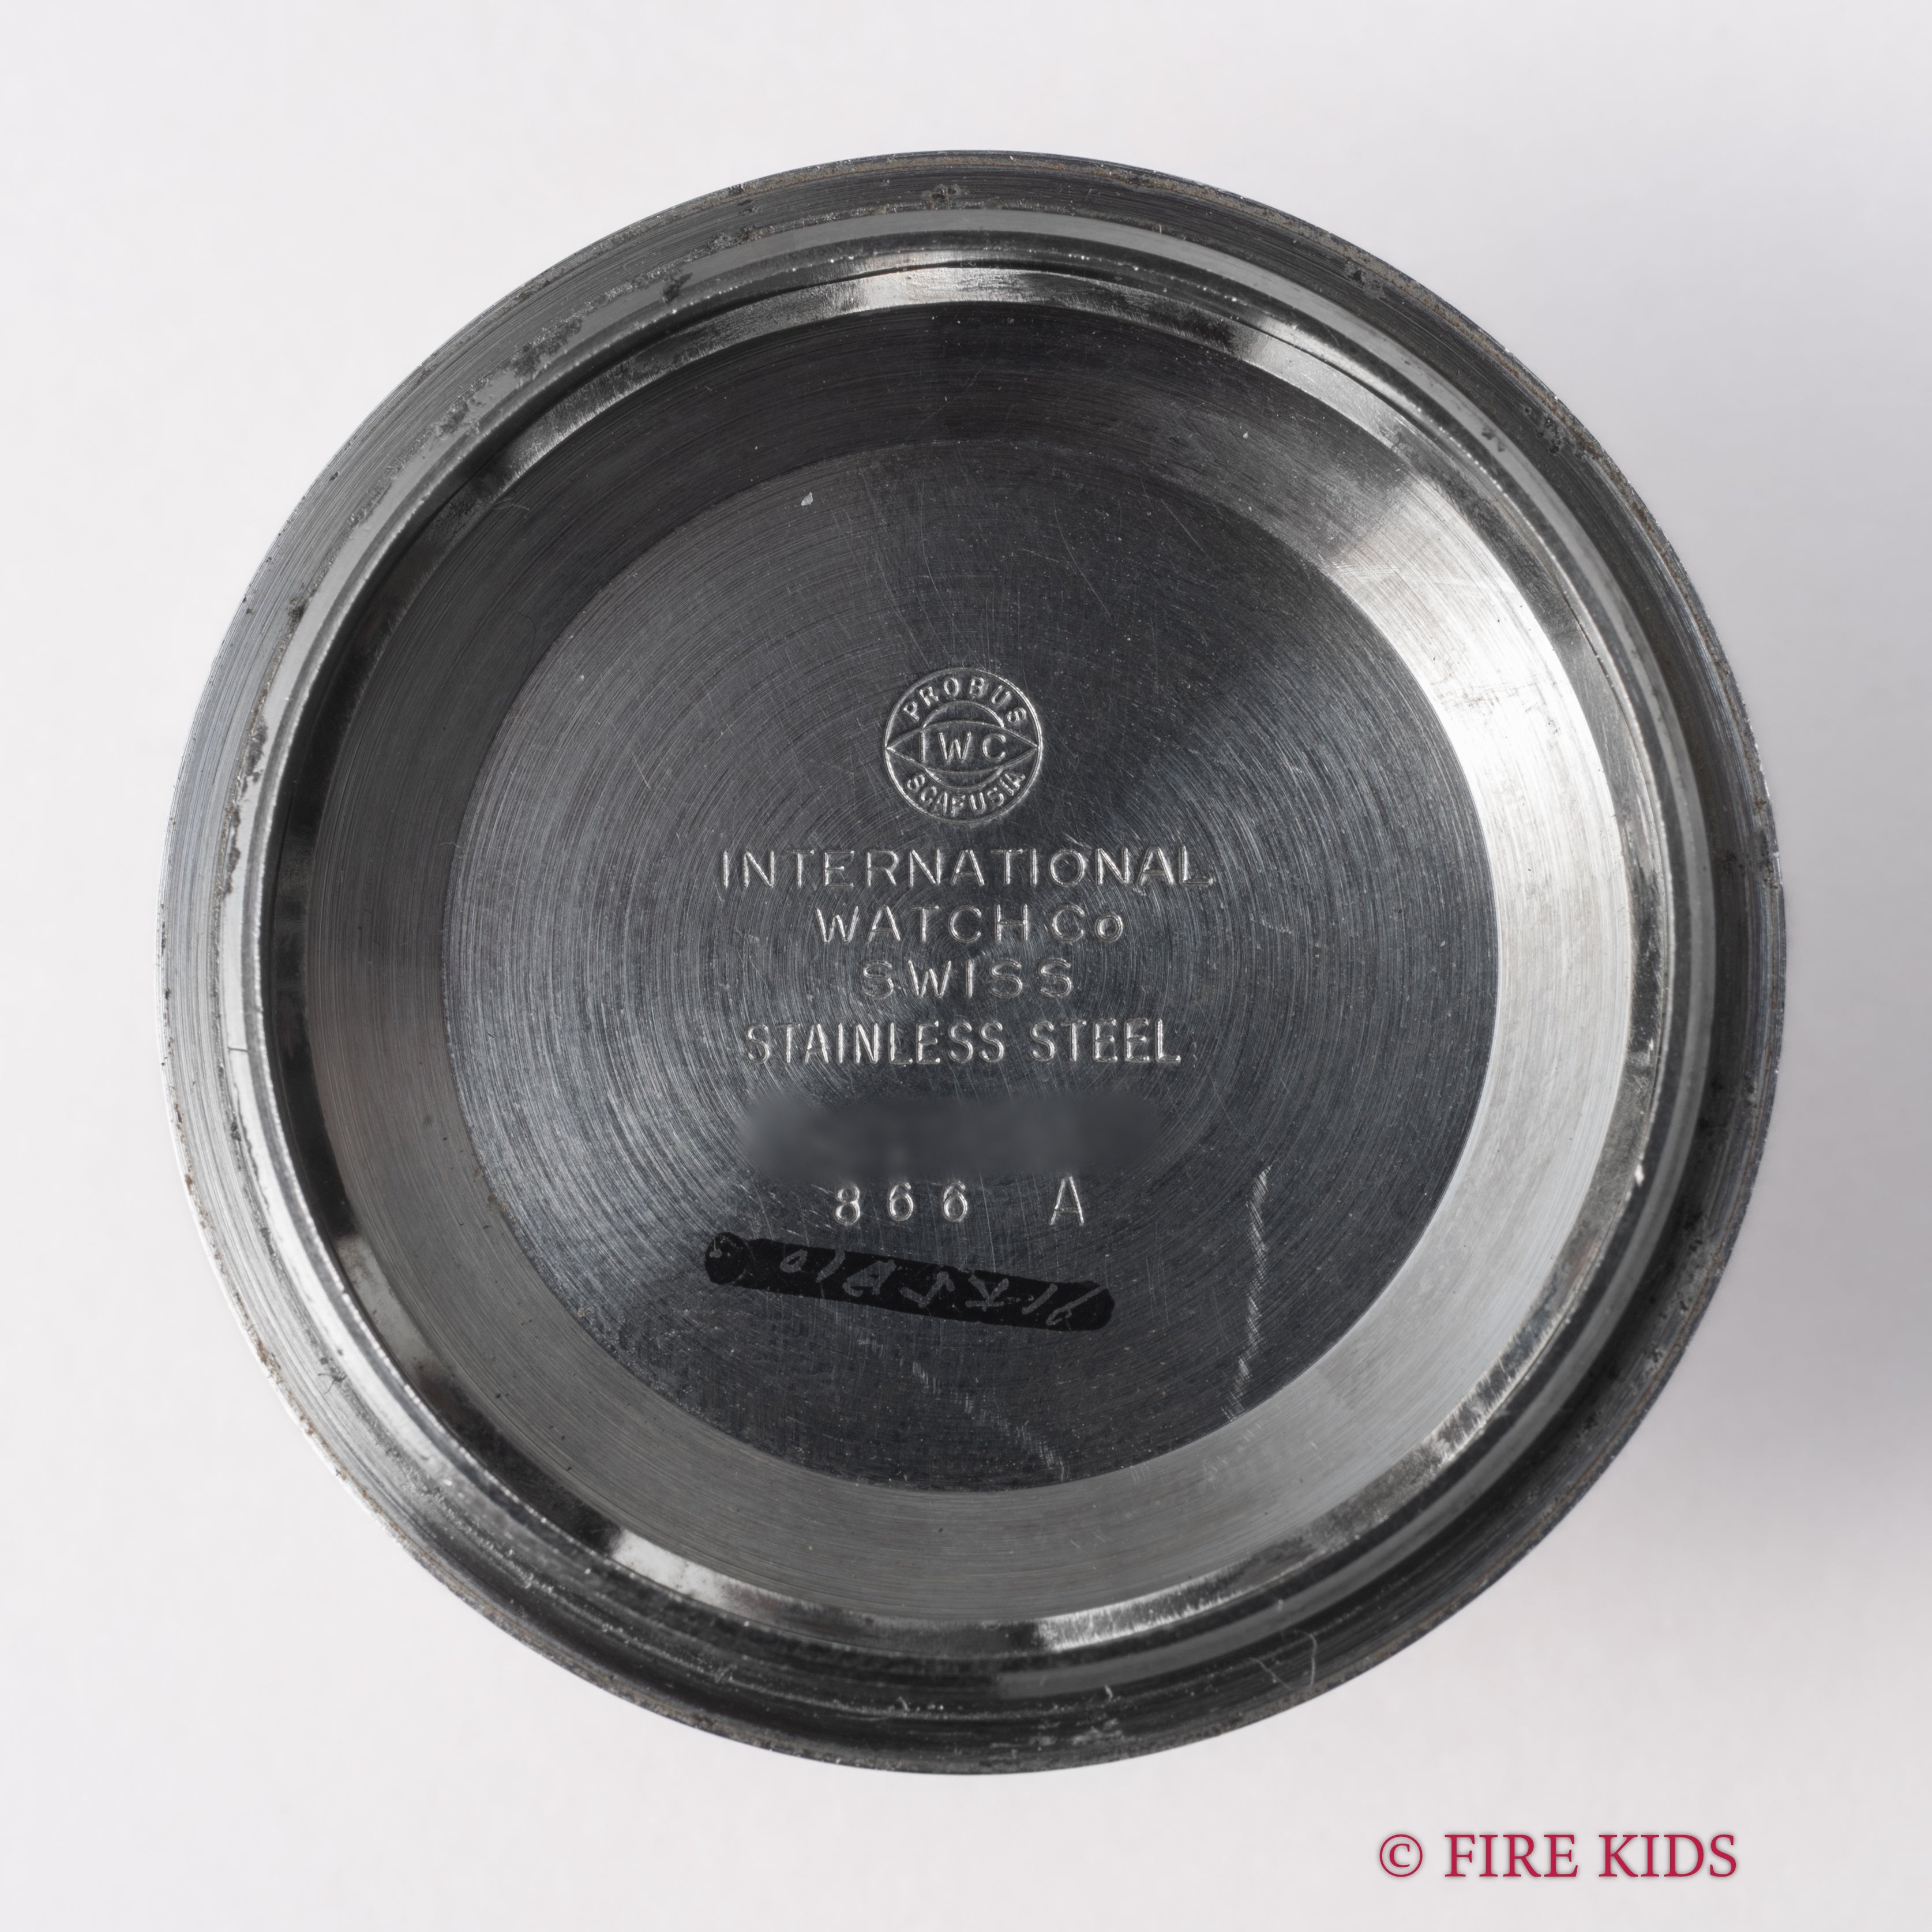 PROBUS
IWC
SCAFUSIA
INTERNATIONAL
WATCH Co
SWISS
STAINLESS STEEL
866 A
© FIRE KIDS